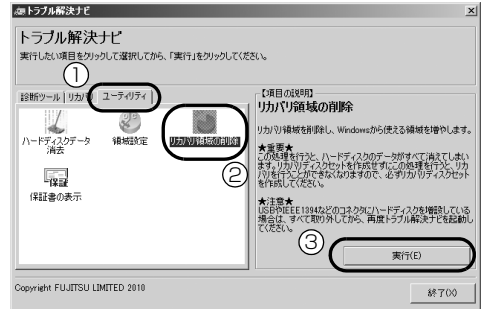 トラブル解決ナビ
トラブル解決ナビ
実行したい項目をクリックして選択してから、「実行」をクリックしてください。
①
診断ツール リカバリ ユーティリティ
ハードディスクデータ
消去
領域設定
リカバリ領域の削除
②
保証
保証書の表示
【項目の説明】
リカバリ領域の削除
リカバリ領域を削除し、Windowsから使える領域を増やします。
★重要★
この処理を行うと、ハードディスクのデータがすべて消えてしい
ます。リカバリディスクセットを作成せずにこの処理を行うと、リカ
バリを行うことができなくなりますので、必ずリカバリディスクセット
を作成してください。
★注意★
USBやIEEE1394などのコネクタにハードディスクを増設している
場合は、すべて取り外してから、再度トラブル解決ナビを起動し
てください。
③
実行(E)
Copyright FUJITSU LIMITED 2010
終了(X)